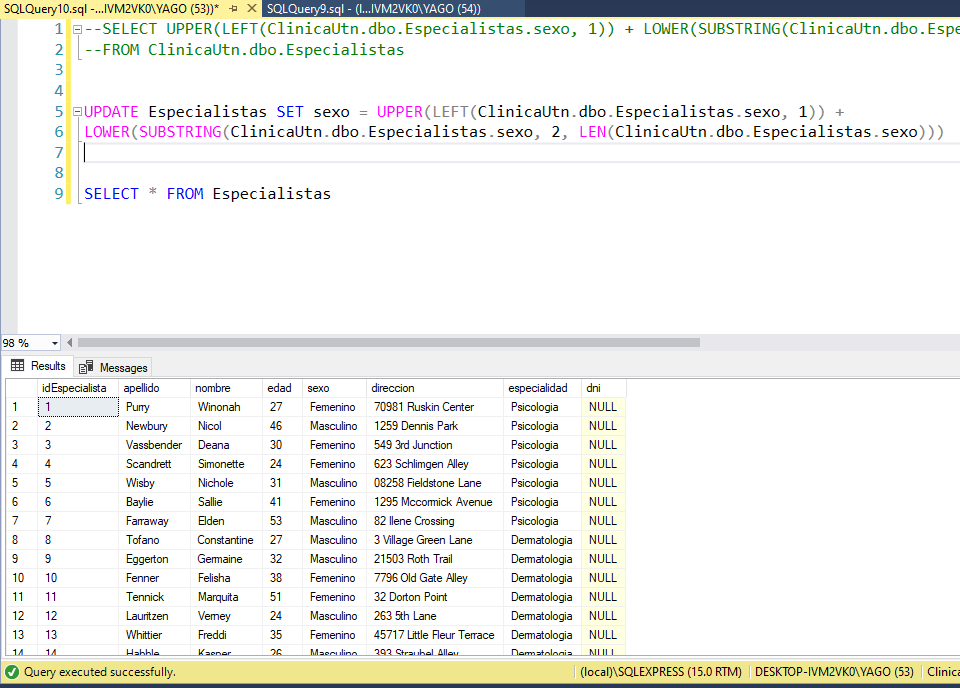 SQLQuery10.sql -...IVM2VK0\YAGO (53))* SQLQuery9.sql - (l...IVM2VK0\YAGO (54))
1 --SELECT UPPER(LEFT(ClinicaUtn.dbo.Especialistas.sexo, 1)) + LOWER(SUBSTRING(ClinicaUtn.dbo.Espe
2 --FROM ClinicaUtn.dbo.Especialistas
3
4
5 UPDATE Especialistas SET sexo = UPPER(LEFT(ClinicaUtn.dbo.Especialistas.sexo, 1)) +
6 LOWER(SUBSTRING(ClinicaUtn.dbo.Especialistas.sexo, 2, LEN(ClinicaUtn.dbo.Especialistas.sexo)))
7
8
9 SELECT * FROM Especialistas
98 %
Results Messages
idEspecialista apellido nombre edad sexo direccion especialidad dni
1 1 Purry Winonah 27 Femenino 70981 Ruskin Center Psicologia NULL
2 2 Newbury Nicol 46 Masculino 1259 Dennis Park Psicologia NULL
3 3 Vassbender Deana 30 Femenino 549 3rd Junction Psicologia NULL
4 4 Scandrett Simonette 24 Femenino 623 Schlimgen Alley Psicologia NULL
5 5 Wisby Nichole 31 Masculino 08258 Fieldstone Lane Psicologia NULL
6 6 Baylie Sallie 41 Femenino 1295 Mccormick Avenue Psicologia NULL
7 7 Farraway Elden 53 Masculino 82 Ilene Crossing Psicologia NULL
8 8 Tofano Constantine 27 Masculino 3 Village Green Lane Dermatologia NULL
9 9 Eggerton Germaine 32 Masculino 21503 Roth Trail Dermatologia NULL
10 10 Fenner Felisha 38 Femenino 7796 Old Gate Alley Dermatologia NULL
11 11 Tennick Marquita 51 Femenino 32 Dorton Point Dermatologia NULL
12 12 Lauritzen Verney 24 Masculino 263 5th Lane Dermatologia NULL
13 13 Whittier Freddi 35 Femenino 45717 Little Fleur Terrace Dermatologia NULL
14 14 Habble Kasper 26 Masculino 393 Straubel Alley Dermatologia NULL
Query executed successfully. (local)\SQLEXPRESS (15.0 RTM) DESKTOP-IVM2VK0\YAGO (53) Clinica